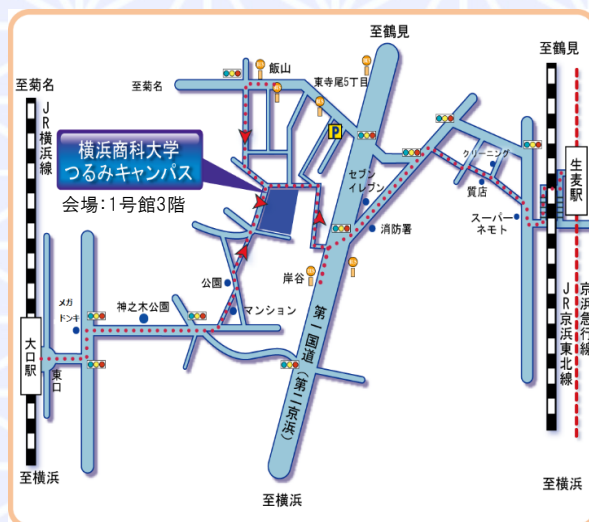 至鶴見
至鶴見
飯山
至菊名
至菊名
東寺尾5丁目
JR横浜線
P
横浜商科大学
つるみキャンパス
会場:1号館3階
クリーニング
生麦駅
セブン
イレブン
質店
スーパー
ネモト
消防署
岸谷
公園
メガ
ドンキ
神之木公園
マンション
大口駅
東口
第一国道
(第二京浜)
JR京浜東北線
京浜急行線
至横浜
至横浜
至横浜